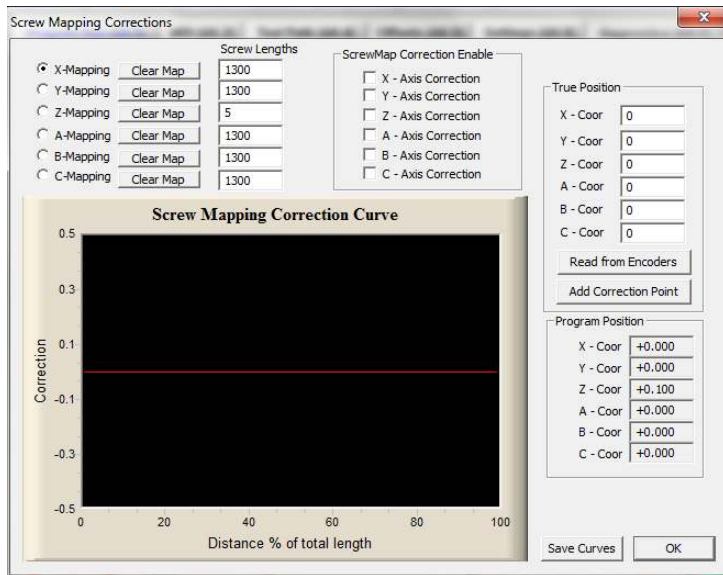 Screw Mapping Corrections
Screw Lengths
X-Mapping Clear Map 1300
Y-Mapping Clear Map 1300
Z-Mapping Clear Map 5
A-Mapping Clear Map 1300
B-Mapping Clear Map 1300
C-Mapping Clear Map 1300
ScrewMap Correction Enable
X - Axis Correction
Y - Axis Correction
Z - Axis Correction
A - Axis Correction
B - Axis Correction
C - Axis Correction
True Position
X - Coor 0
Y - Coor 0
Z - Coor 0
A - Coor 0
B - Coor 0
C - Coor 0
Read from Encoders
Add Correction Point
Program Position
X - Coor +0.000
Y - Coor +0.000
Z - Coor +0.100
A - Coor +0.000
B - Coor +0.000
C - Coor +0.000
Screw Mapping Correction Curve
Correction
0.5
0.3
0.1
-0.1
-0.3
-0.5
0 20 40 60 80 100
Distance % of total length
Save Curves OK